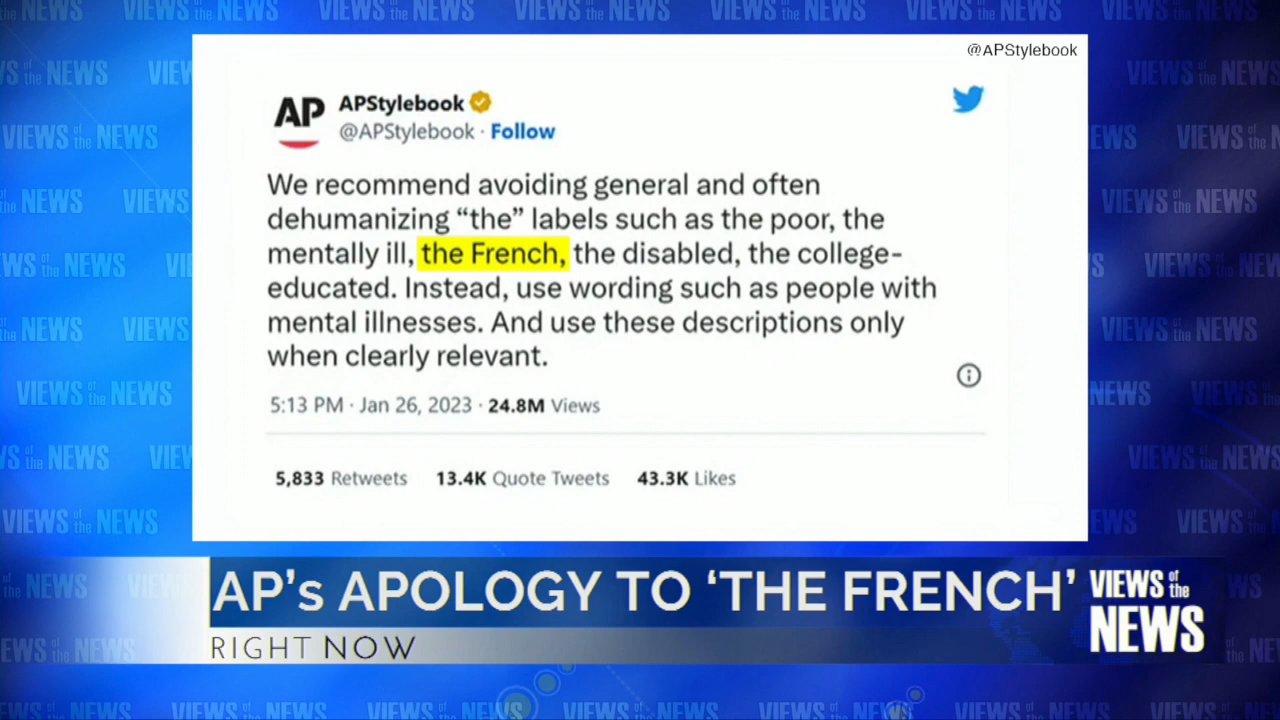 @APStylebook
AP
APStylebook
@APStylebook · Follow
We recommend avoiding general and often
dehumanizing “the” labels such as the poor, the
mentally ill, the French, the disabled, the college-
educated. Instead, use wording such as people with
mental illnesses. And use these descriptions only
when clearly relevant.
5:13 PM · Jan 26, 2023 · 24.8M Views
5,833 Retweets 13.4K Quote Tweets 43.3K Likes
AP’s APOLOGY TO ‘THE FRENCH’
RIGHT NOW
VIEWS of the
NEWS